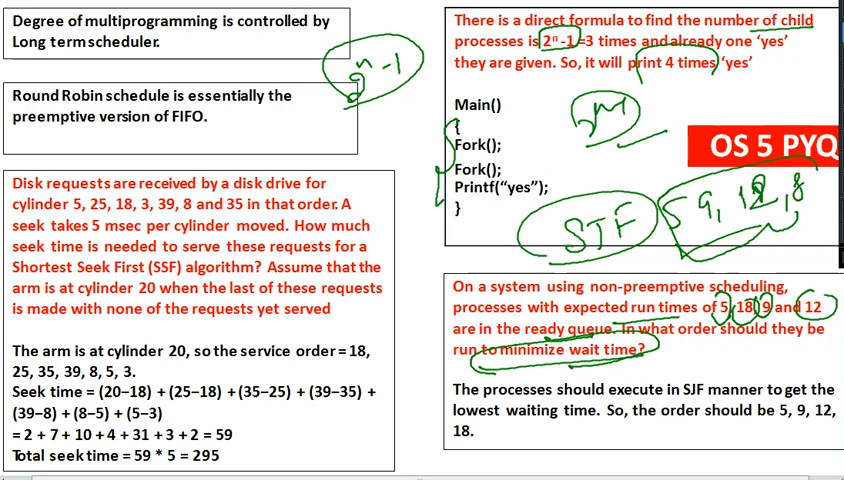 Degree of multiprogramming is controlled by
Long term scheduler.
2ⁿ-1
Round Robin schedule is essentially the
preemptive version of FIFO.
Disk requests are received by a disk drive for
cylinder 5, 25, 18, 3, 39, 8 and 35 in that order. A
seek takes 5 msec per cylinder moved. How much
seek time is needed to serve these requests for a
Shortest Seek First (SSF) algorithm? Assume that the
arm is at cylinder 20 when the last of these requests
is made with none of the requests yet served
The arm is at cylinder 20, so the service order = 18,
25, 35, 39, 8, 5, 3.
Seek time = (20–18) + (25–18) + (35–25) + (39–35) +
(39–8) + (8–5) + (5–3)
= 2 + 7 + 10 + 4 + 31 + 3 + 2 = 59
Total seek time = 59 * 5 = 295
There is a direct formula to find the number of child
processes is 2ⁿ -1 =3 times and already one ‘yes’
they are given. So, it will print 4 times ‘yes’
Main()
{
Fork();
Fork();
Printf(“yes”);
}
OS 5 PYQ
STF
5 9, 12, 8
On a system using non-preemptive scheduling,
processes with expected run times of 5, 18, 9 and 12
are in the ready queue. In what order should they be
run to minimize wait time?
The processes should execute in SJF manner to get the
lowest waiting time. So, the order should be 5, 9, 12,
18.